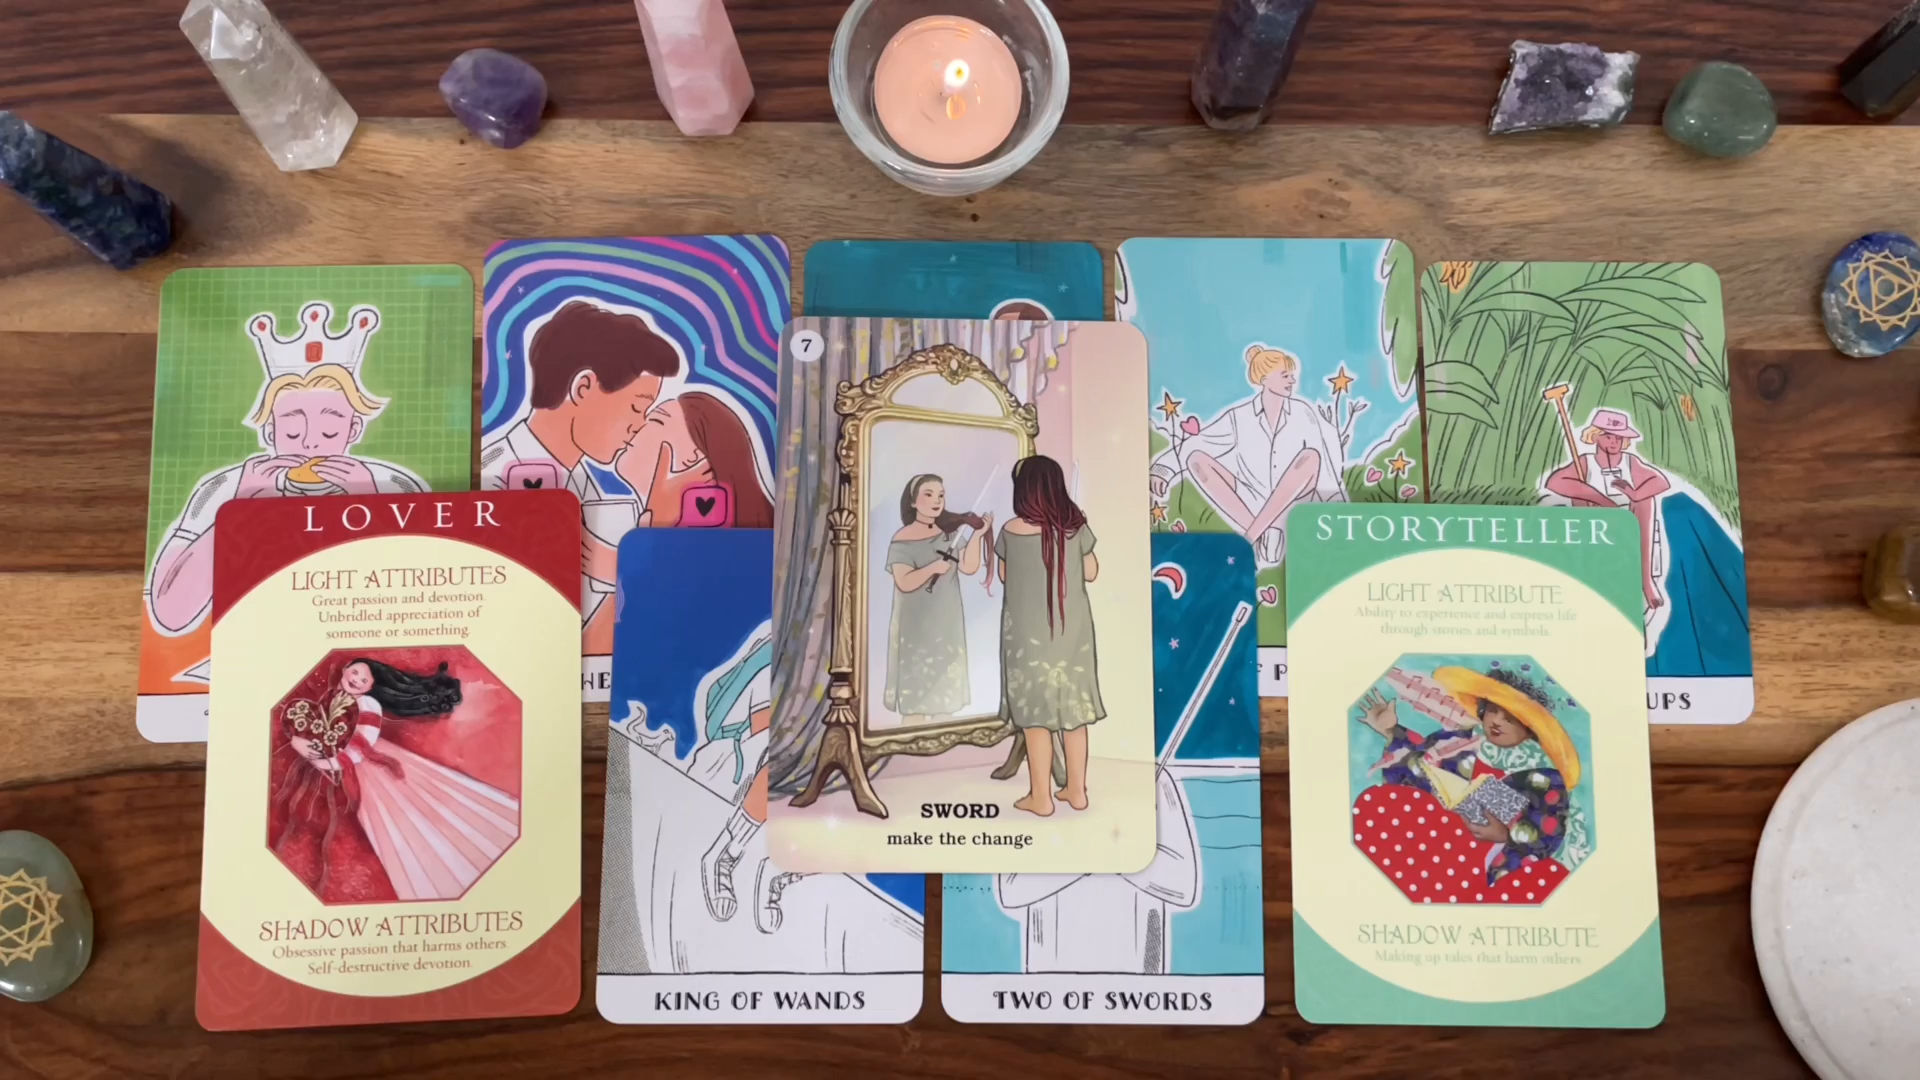 7
LOVER
LIGHT ATTRIBUTES
Great passion and devotion.
Unbridled appreciation of
someone or something.
SHADOW ATTRIBUTES
Obsessive passion that harms others.
Self-destructive devotion.
HE
KING OF WANDS
SWORD
make the change
TWO OF SWORDS
F P
STORYTELLER
LIGHT ATTRIBUTE
Ability to experience and express life
through stories and symbols.
SHADOW ATTRIBUTE
Making up tales that harm others.
UPS